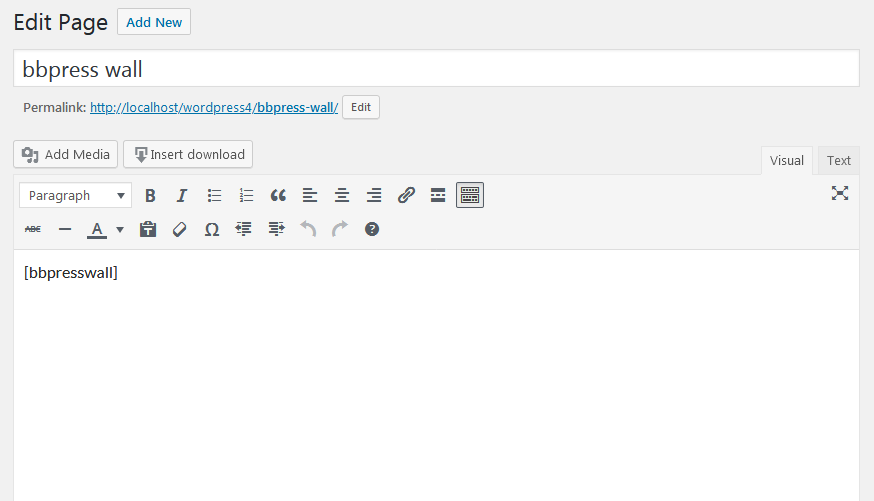 Edit Page Add New
bbpress wall
Permalink: http://localhost/wordpress4/bbpress-wall/ Edit
Add Media Insert download Visual Text
Paragraph B I
ABC A Ω ?
[bbpresswall]